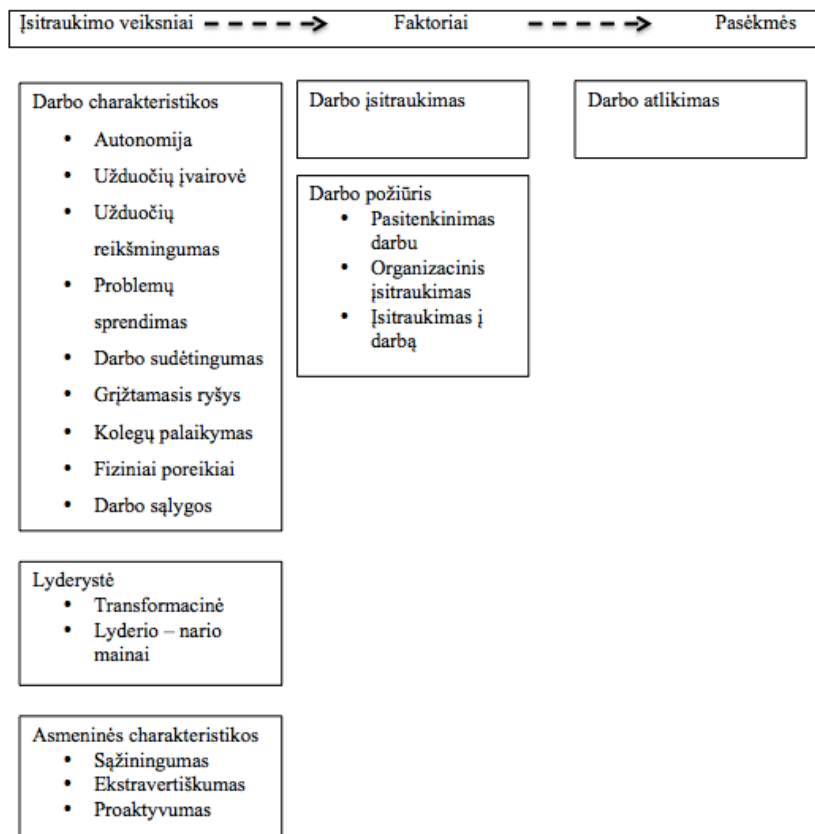 Įsitraukimo veiksniai Faktoriai Pasėkmės
Darbo charakteristikos
• Autonomija
• Užduočių įvairovė
• Užduočių
reikšmingumas
• Problemų
sprendimas
• Darbo sudėtingumas
• Grįžtamasis ryšys
• Kolegų palaikymas
• Fiziniai poreikiai
• Darbo sąlygos
Lyderystė
• Transformacinė
• Lyderio – nario
mainai
Asmeninės charakteristikos
• Sąžiningumas
• Ekstravertiškumas
• Proaktyvumas
Darbo įsitraukimas
Darbo požiūris
• Pasitenkinimas
darbu
• Organizacinis
įsitraukimas
• Įsitraukimas į
darbą
Darbo atlikimas